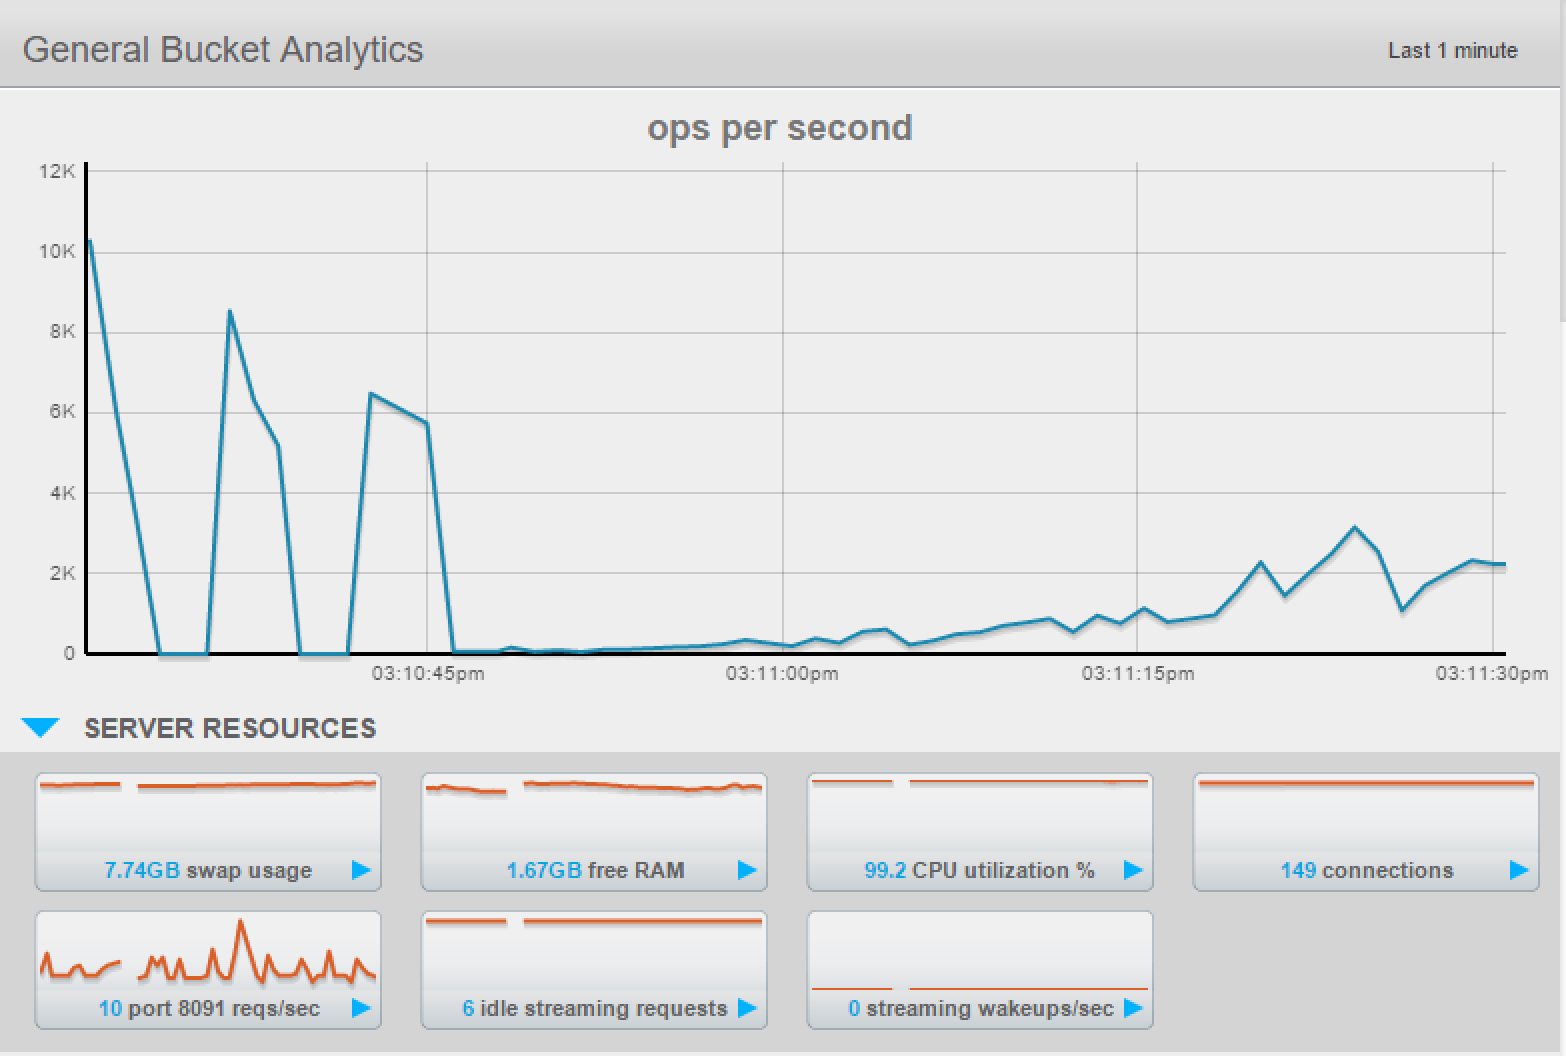 General Bucket Analytics
Last 1 minute
ops per second
12K
10K
8K
6K
4K
2K
0
03:10:45pm 03:11:00pm 03:11:15pm 03:11:30pm
SERVER RESOURCES
7.74GB swap usage
1.67GB free RAM
99.2 CPU utilization %
149 connections
10 port 8091 reqs/sec
6 idle streaming requests
0 streaming wakeups/sec